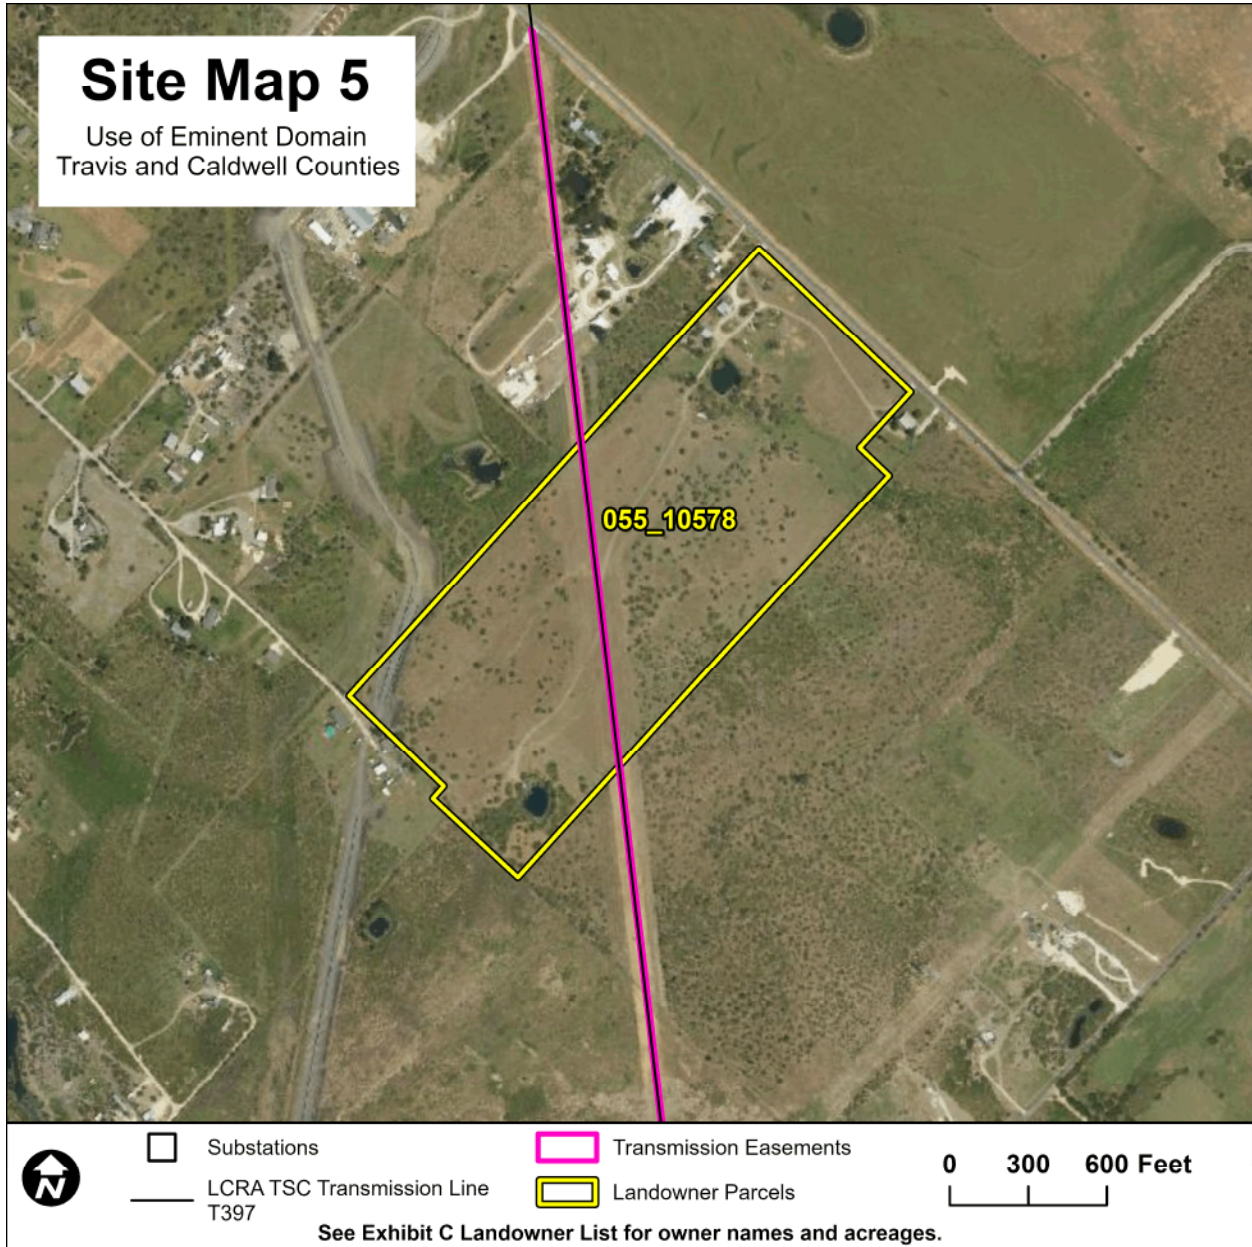 Site Map 5
Use of Eminent Domain
Travis and Caldwell Counties
055_10578
N
Substations
LCRA TSC Transmission Line
T397
Transmission Easements
Landowner Parcels
0 300 600 Feet
See Exhibit C Landowner List for owner names and acreages.